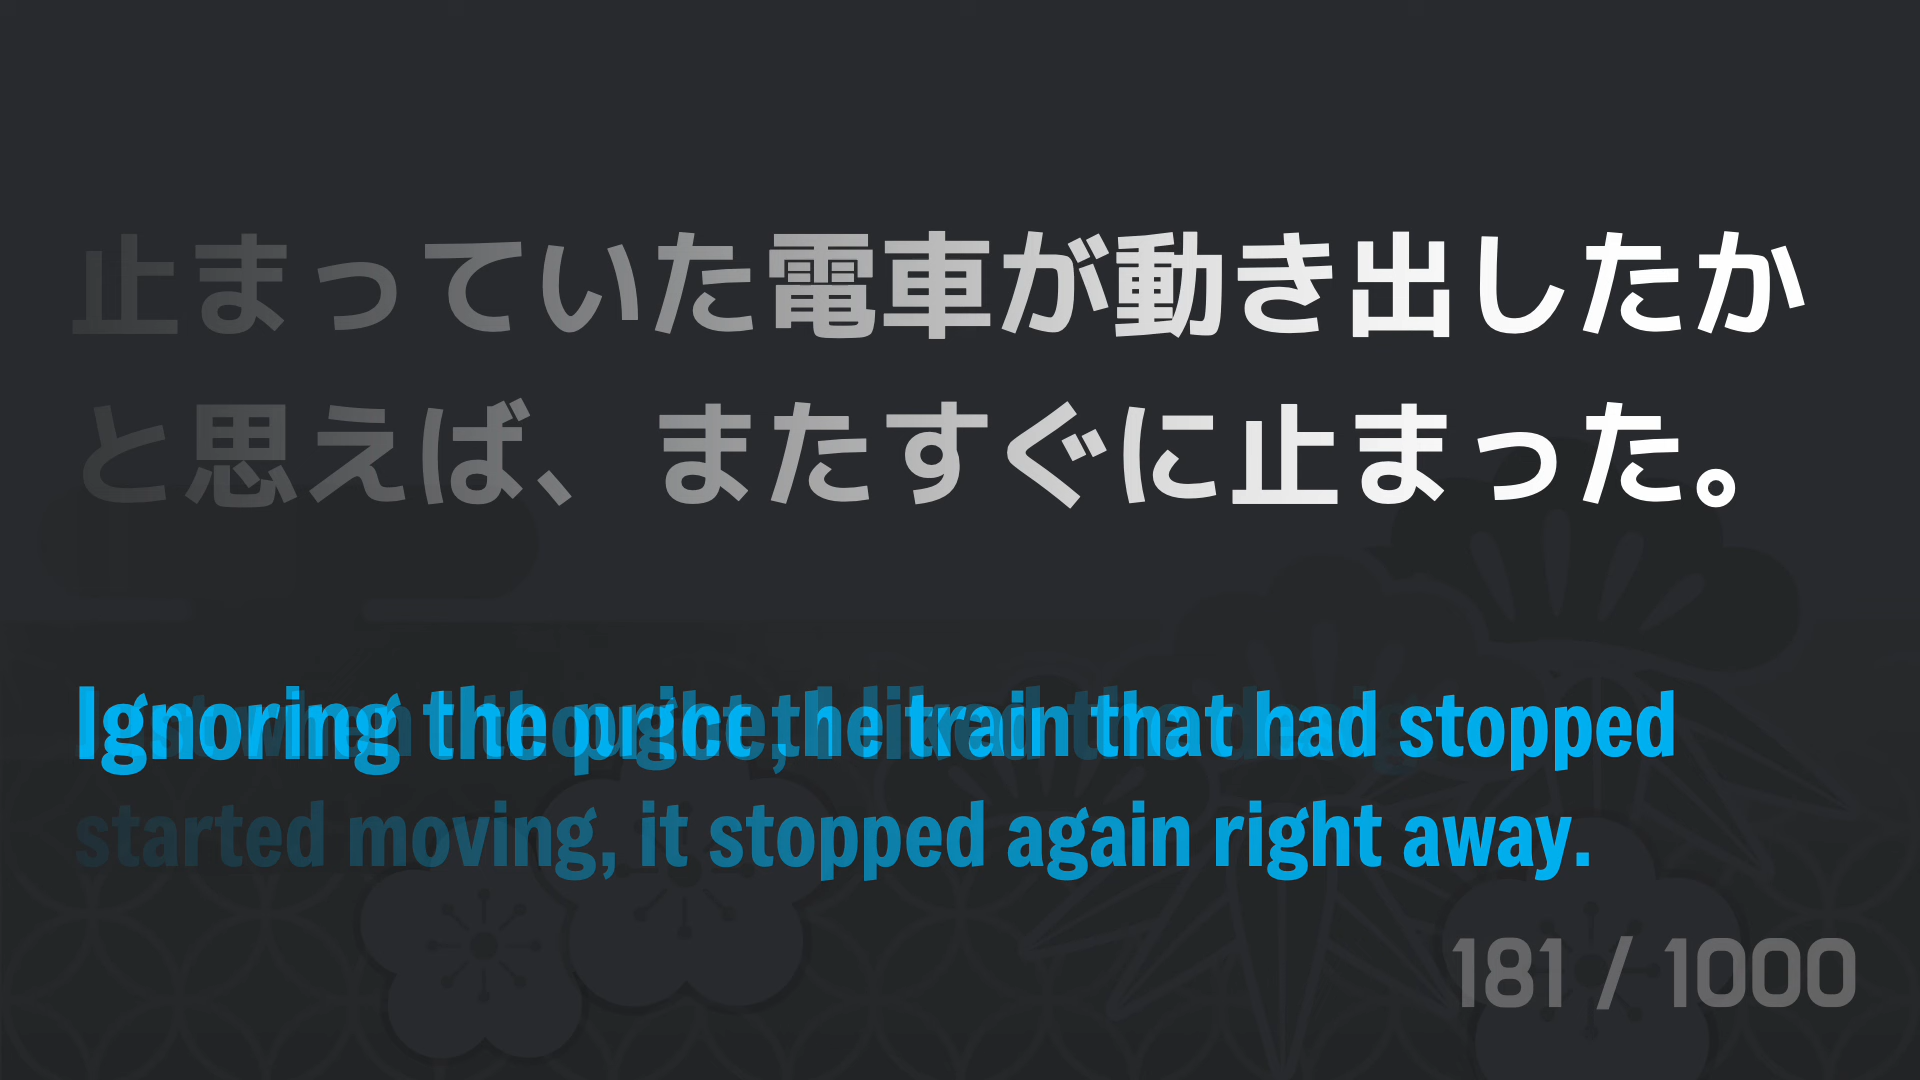 止まっていた電車が動き出したか
と思えば、またすぐに止まった。
Ignoring the the train that had stopped
started moving, it stopped again right away.
181 / 1000